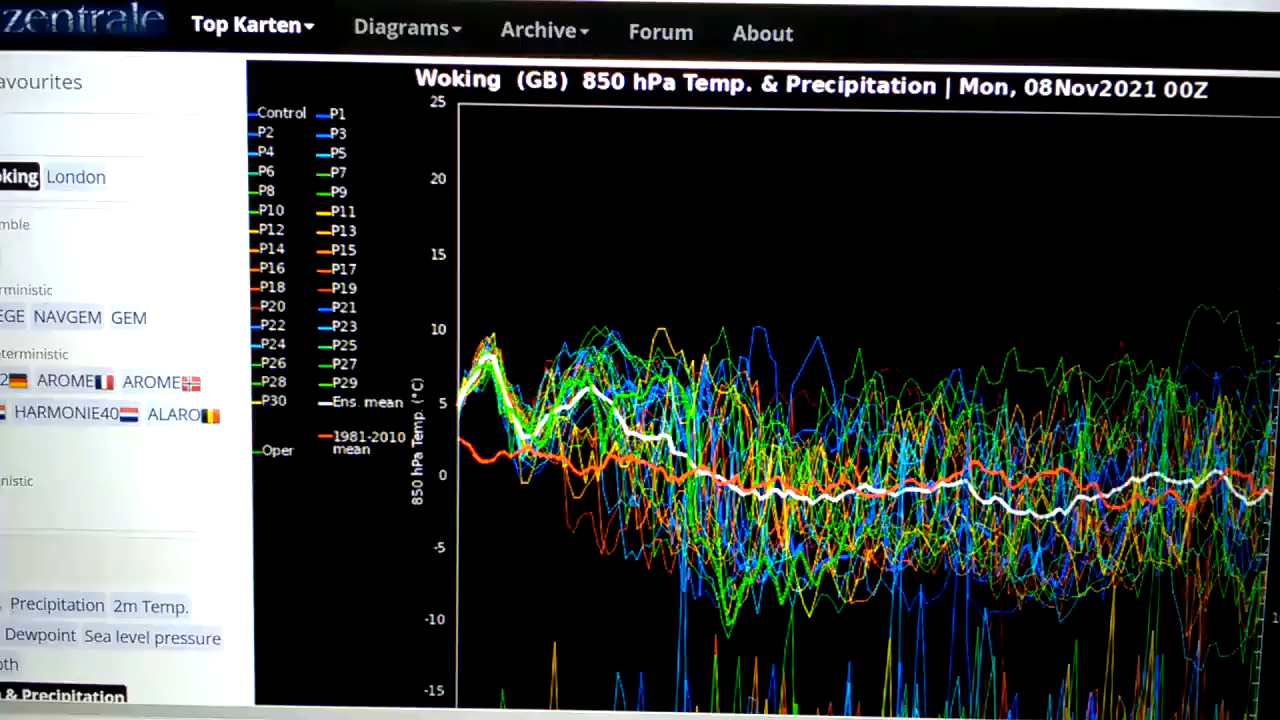 zentrale Top Karten Diagrams Archive Forum About
avourites
Woking (GB) 850 hPa Temp. & Precipitation | Mon, 08Nov2021 00Z
oking London
mble
rministic
EGE NAVGEM GEM
terministic
2 AROME AROME
HARMONIE40 ALARO
nistic
Precipitation 2m Temp.
Dewpoint Sea level pressure
oth
& Precipitation
Control P1
P2 P3
P4 P5
P6 P7
P8 P9
P10 P11
P12 P13
P14 P15
P16 P17
P18 P19
P20 P21
P22 P23
P24 P25
P26 P27
P28 P29
P30 Ens. mean
Oper 1981-2010 mean
850 hPa Temp. (°C)
25
20
15
10
5
0
-5
-10
-15
1